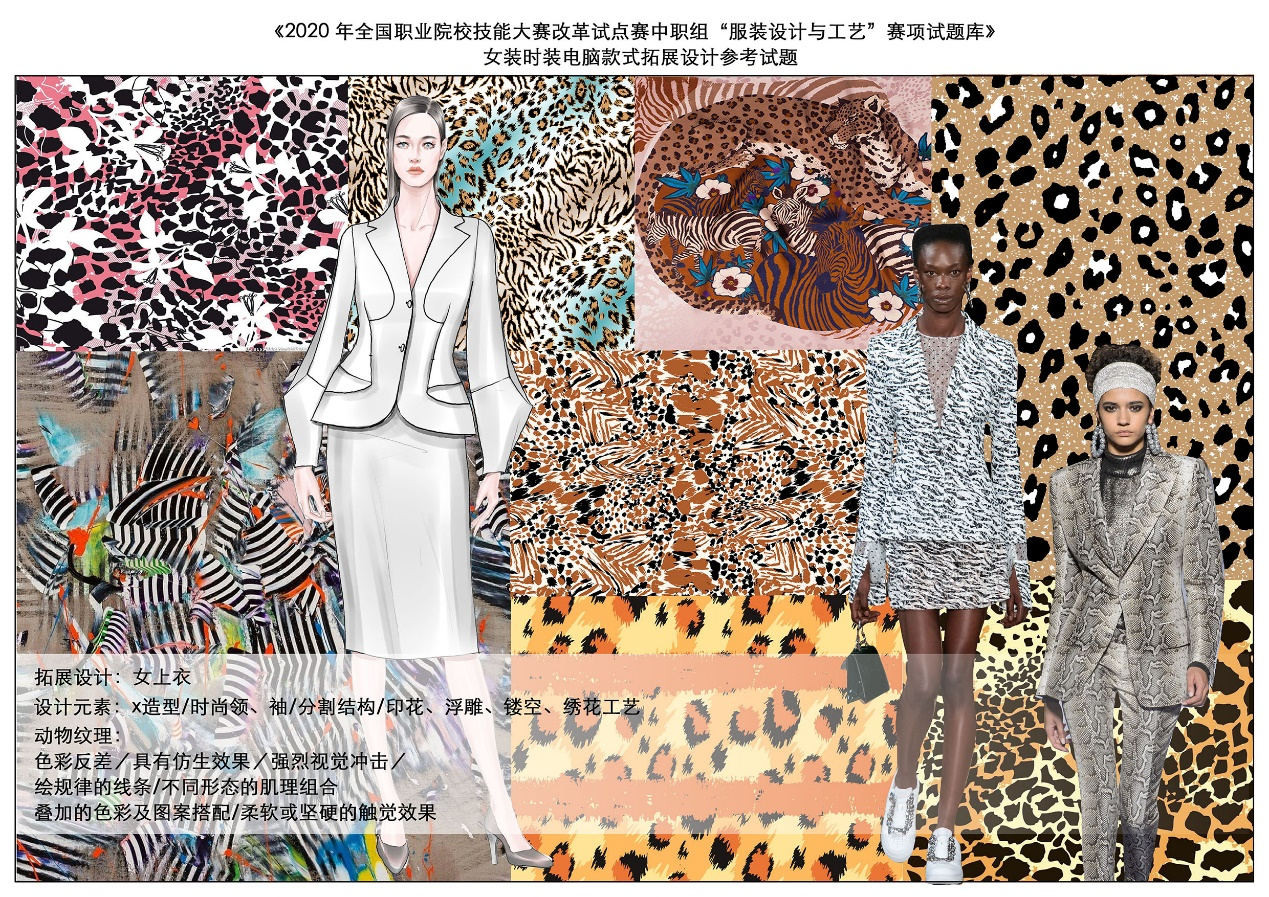 《2020 年全国职业院校技能大赛改革试点赛中职组“服装设计与工艺”赛项试题库》
女装时装电脑款式拓展设计参考试题
拓展设计：女上衣
设计元素：x造型/时尚领、袖/分割结构/印花、浮雕、镂空、绣花工艺
动物纹理：
色彩反差／具有仿生效果／强烈视觉冲击／
绘规律的线条/不同形态的肌理组合
叠加的色彩及图案搭配/柔软或坚硬的触觉效果